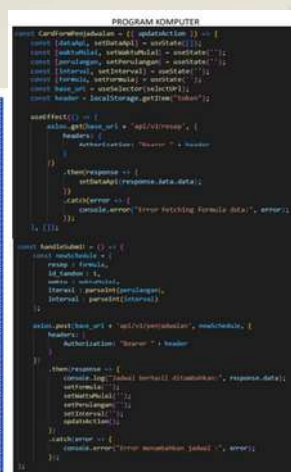 PROGRAM KOMPUTER
const CardFormPenjadwalan = ({ updateAction }) => {
const [dataApi, setDataApi] = useState([]);
const [waktuMulai, setWaktuMulai] = useState('');
const [perulangan, setPerulangan] = useState('');
const [interval, setInterval] = useState('');
const [formula, setFormula] = useState('');
const base_url = useSelector(selectUrl);
const header = localStorage.getItem("token");
useEffect(() => {
axios.get(base_url + 'api/v1/resep', {
headers: {
Authorization: "Bearer " + header
}
})
.then(response => {
setDataApi(response.data.data);
})
.catch(error => {
console.error("Error fetching formula data:", error);
});
}, []);
const handleSubmit = () => {
const newSchedule = {
resep : formula,
id_tandon : 1,
waktu : waktuMulai,
iterasi : parseInt(perulangan),
interval : parseInt(interval)
};
axios.post(base_url + 'api/v1/penjadwalan', newSchedule, {
headers: {
Authorization: "Bearer " + header
}
})
.then(response => {
console.log("Jadwal berhasil ditambahkan:", response.data);
setFormula('');
setWaktuMulai('');
setPerulangan('');
setInterval('');
updateAction();
})
.catch(error => {
console.error("Error menambahkan jadwal :", error);
});